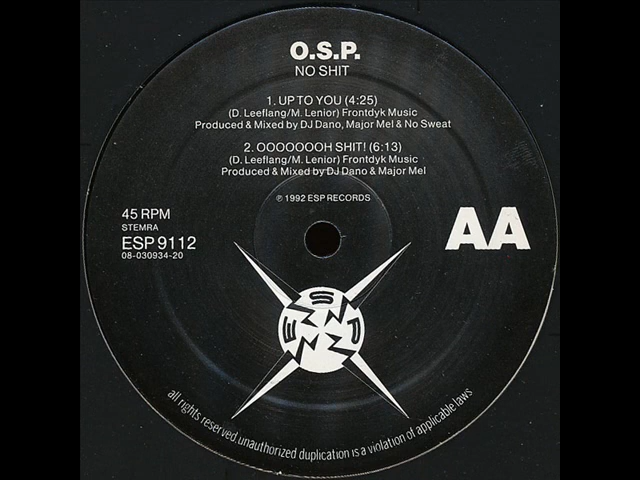 O.S.P.
NO SHIT
1. UP TO YOU (4:25)
(D. Leeflang/M. Lenior) Frontdyk Music
Produced & Mixed by DJ Dano, Major Mel & No Sweat
2. OOOOOOOH SHIT! (6:13)
(D. Leeflang/M. Lenior) Frontdyk Music
Produced & Mixed by DJ Dano & Major Mel
℗ 1992 ESP RECORDS
45 RPM
STEMRA
ESP 9112
08-030934-20
AA
ESP
all rights reserved. unauthorized duplication is a violation of applicable laws